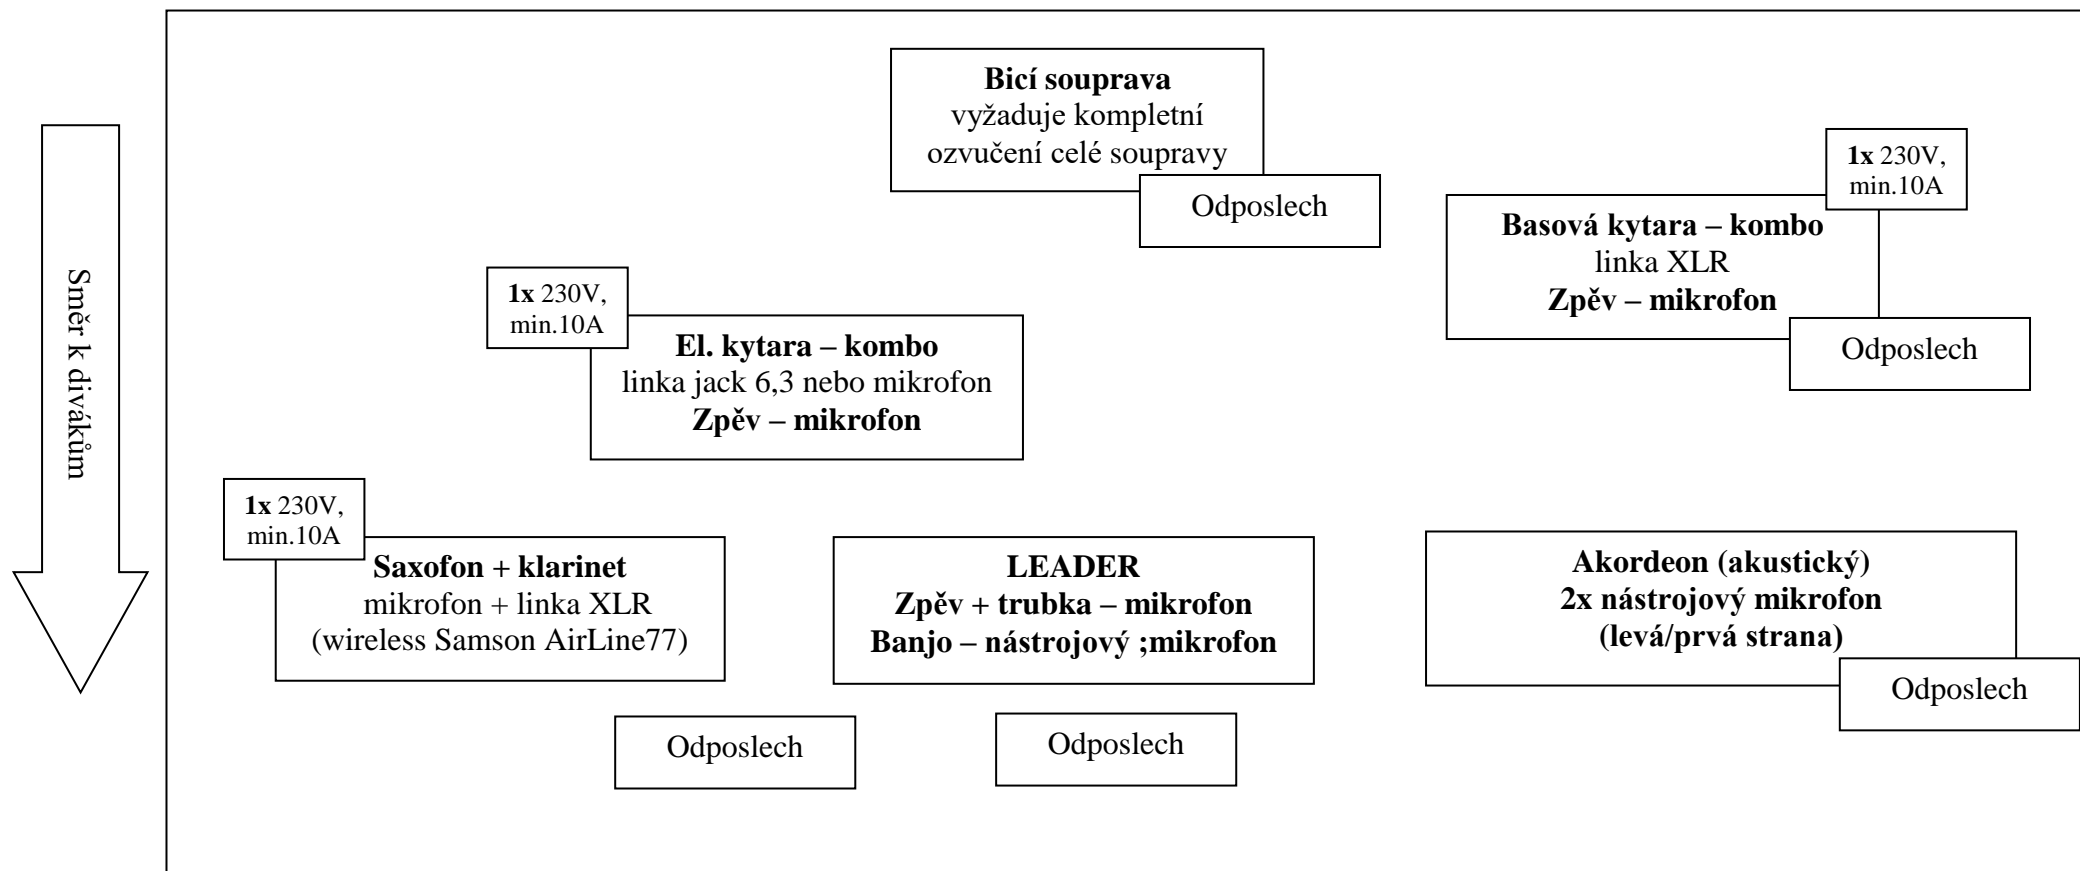 Směr k divákům
Bicí souprava
vyžaduje kompletní
ozvučení celé soupravy
Odposlech
1x 230V,
min.10A
Basová kytara – kombo
linka XLR
Zpěv – mikrofon
Odposlech
1x 230V,
min.10A
El. kytara – kombo
linka jack 6,3 nebo mikrofon
Zpěv – mikrofon
1x 230V,
min.10A
Saxofon + klarinet
mikrofon + linka XLR
(wireless Samson AirLine77)
Odposlech
LEADER
Zpěv + trubka – mikrofon
Banjo – nástrojový ;mikrofon
Odposlech
Akordeon (akustický)
2x nástrojový mikrofon
(levá/prvá strana)
Odposlech